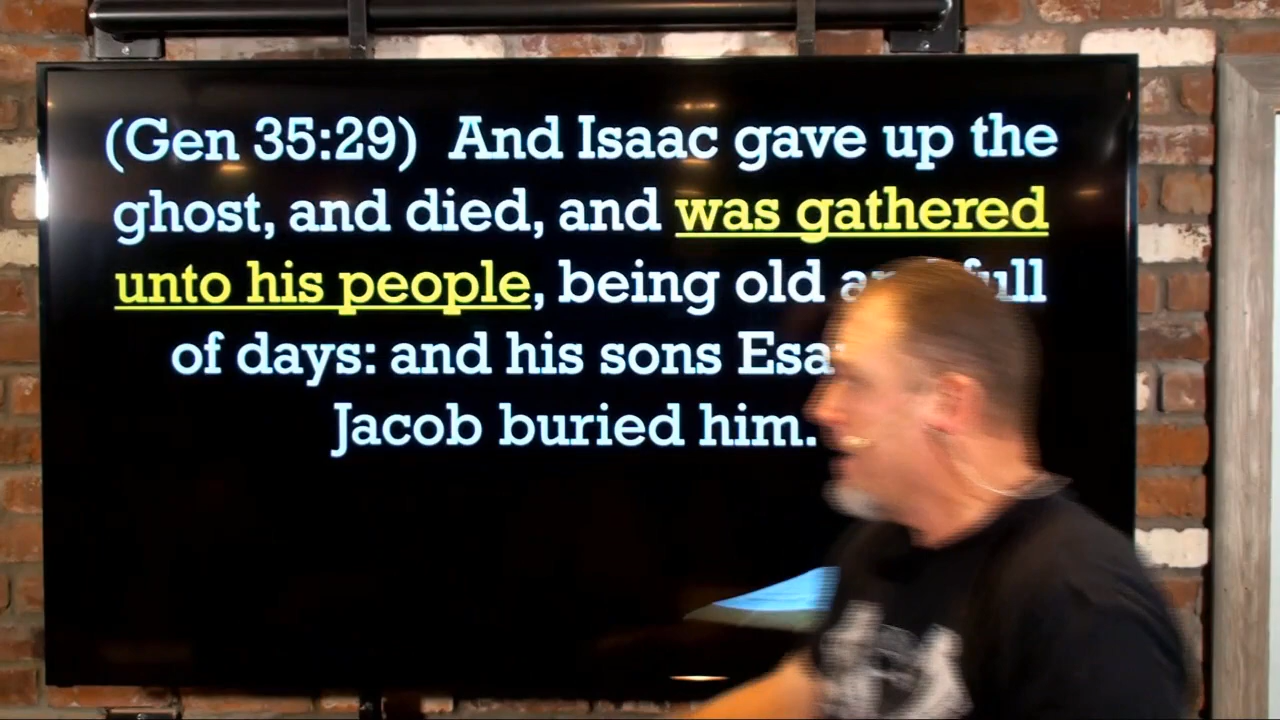 (Gen 35:29) And Isaac gave up the
ghost, and died, and was gathered
unto his people, being old
of days: and his sons
Jacob buried him.